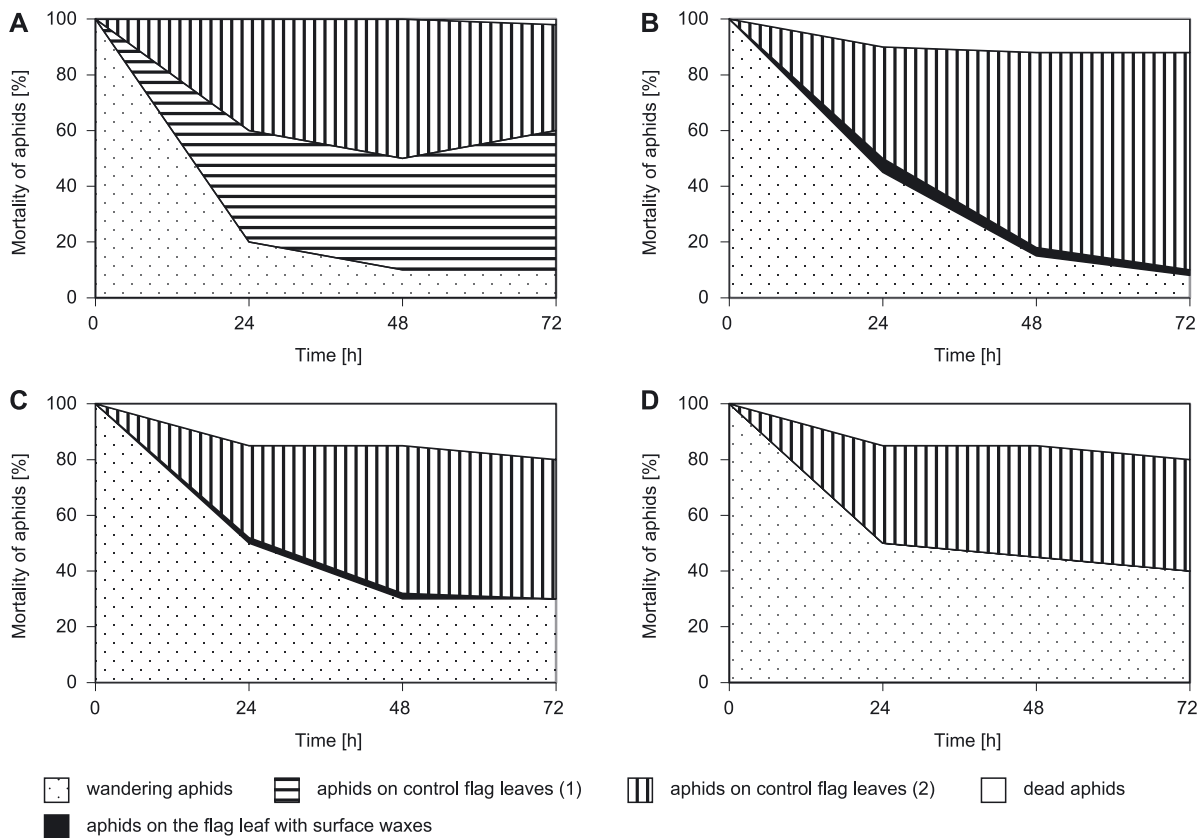 A
Mortality of aphids [%]
100
80
60
40
20
0
0 24 48 72
Time [h]
B
Mortality of aphids [%]
100
80
60
40
20
0
0 24 48 72
Time [h]
C
Mortality of aphids [%]
100
80
60
40
20
0
0 24 48 72
Time [h]
D
Mortality of aphids [%]
100
80
60
40
20
0
0 24 48 72
Time [h]
wandering aphids aphids on control flag leaves (1) aphids on control flag leaves (2) dead aphids
aphids on the flag leaf with surface waxes